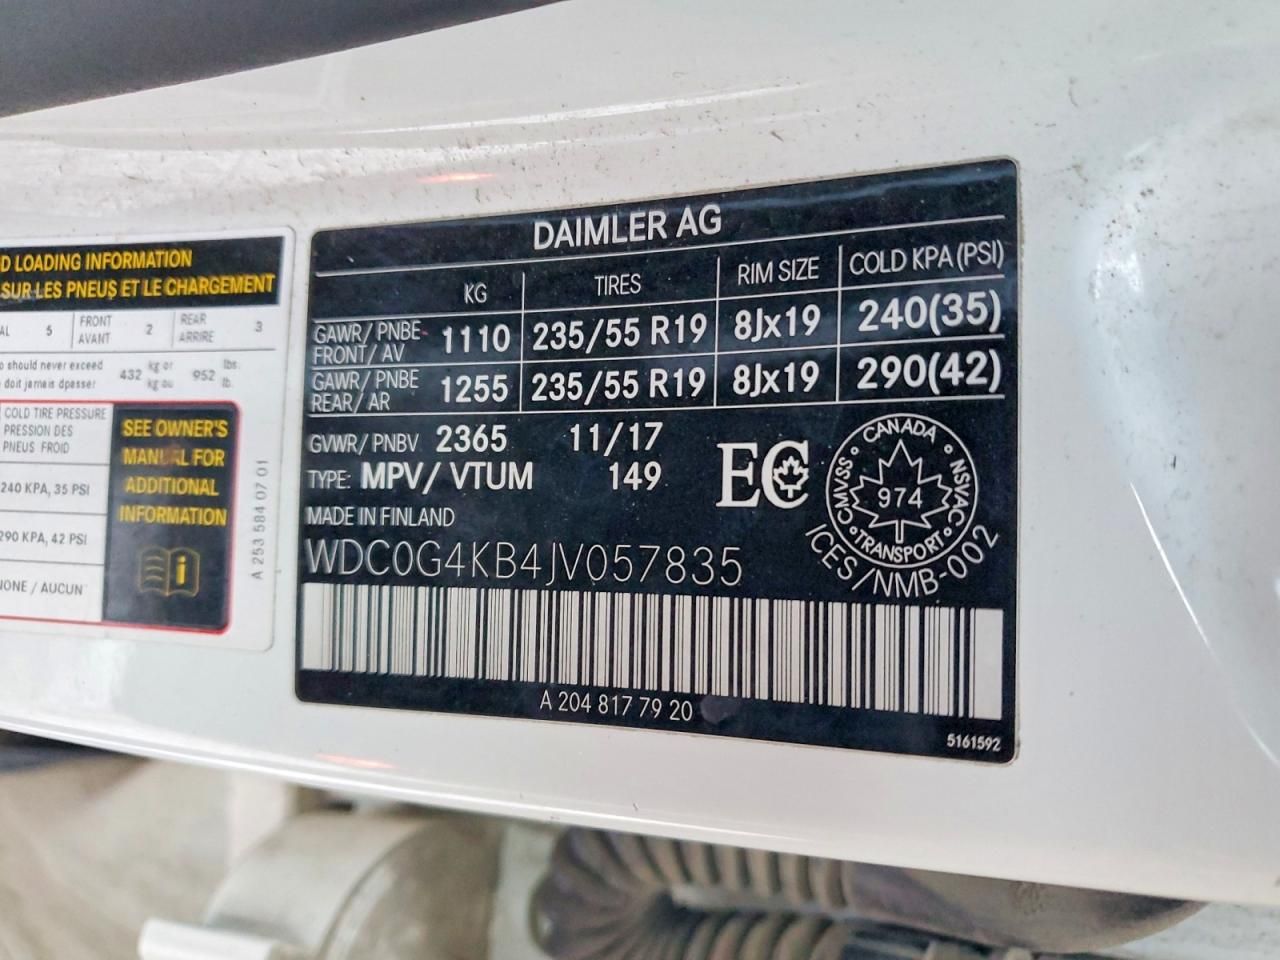 D LOADING INFORMATION
SUR LES PNEUS ET LE CHARGEMENT
AL 5 FRONT AVANT 2 REAR ARRIÈRE 3
should never exceed
doit jamais dpasser
432 kg or kg ou 952 lbs. lb.
COLD TIRE PRESSURE
PRESSION DES
PNEUS FROID
240 KPA, 35 PSI
290 KPA, 42 PSI
NONE / AUCUN
SEE OWNER'S
MANUAL FOR
ADDITIONAL
INFORMATION
A 253 584 07 01
DAIMLER AG
KG TIRES RIM SIZE COLD KPA (PSI)
GAWR/ PNBE
FRONT/ AV 1110 235/55 R19 8Jx19 240(35)
GAWR/ PNBE
REAR/ AR 1255 235/55 R19 8Jx19 290(42)
GVWR/ PNBV 2365 11/17
TYPE: MPV/ VTUM 149
MADE IN FINLAND
WDC0G4KB4JV057835
EC
CANADA
974
TRANSPORT
CMVSS
NSVAC
ICES/NMB-002
A 204 817 79 20
5161592